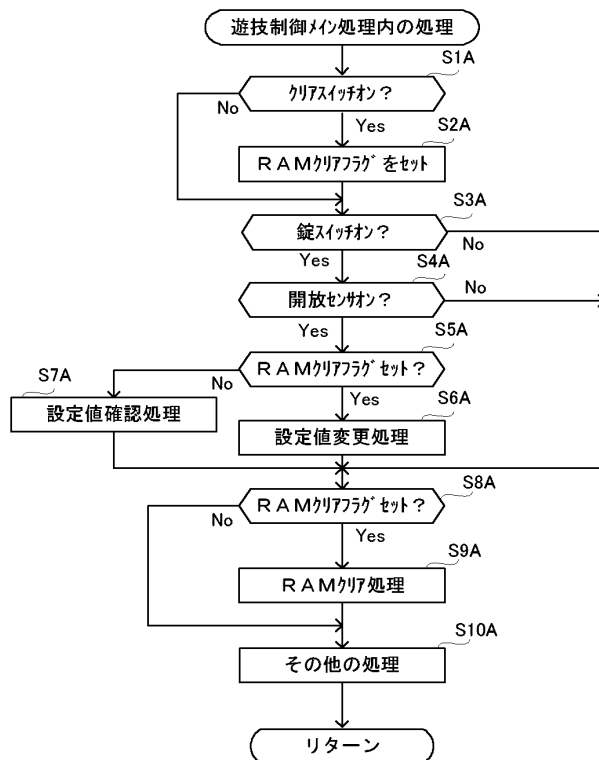 遊技制御ﾒｲﾝ処理内の処理
S1A
ｸﾘｱｽｲｯﾁｵﾝ？
No
Yes
S2A
ＲＡＭｸﾘｱﾌﾗｸﾞをｾｯﾄ
S3A
錠ｽｲｯﾁｵﾝ？
No
Yes
S4A
開放ｾﾝｻｵﾝ？
No
Yes
S5A
ＲＡＭｸﾘｱﾌﾗｸﾞｾｯﾄ？
No
Yes
S7A
設定値確認処理
S6A
設定値変更処理
S8A
ＲＡＭｸﾘｱﾌﾗｸﾞｾｯﾄ？
No
Yes
S9A
ＲＡＭｸﾘｱ処理
S10A
その他の処理
リターン